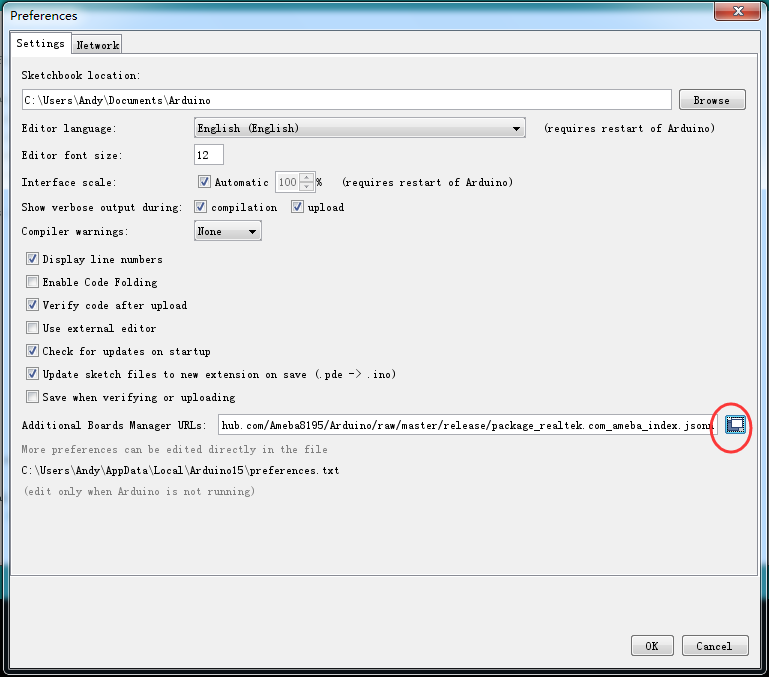 Preferences
Settings Network
Sketchbook location:
C:\Users\Andy\Documents\Arduino Browse
Editor language: English (English) (requires restart of Arduino)
Editor font size: 12
Interface scale: Automatic 100 % (requires restart of Arduino)
Show verbose output during: compilation upload
Compiler warnings: None
Display line numbers
Enable Code Folding
Verify code after upload
Use external editor
Check for updates on startup
Update sketch files to new extension on save (.pde -> .ino)
Save when verifying or uploading
Additional Boards Manager URLs: hub.com/Ameba8195/Arduino/raw/master/release/package_realtek.com_ameba_index.json
More preferences can be edited directly in the file
C:\Users\Andy\AppData\Local\Arduino15\preferences.txt
(edit only when Arduino is not running)
OK Cancel